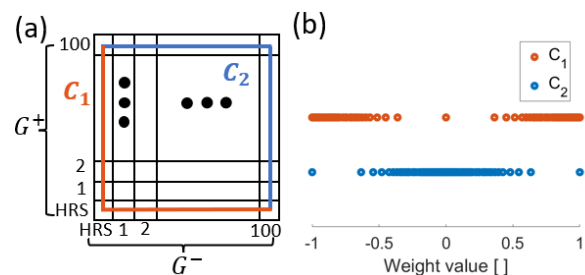 (a)
100
C₁
C₂
G⁺
2
1
HRS
HRS 1 2 100
G⁻
(b)
C₁
C₂
-1 -0.5 0 0.5 1
Weight value [ ]